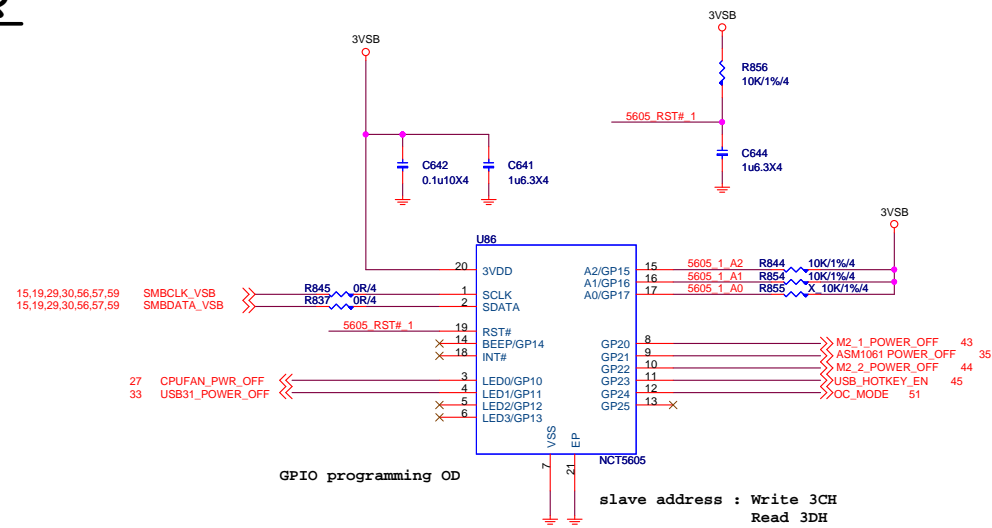 3VSB
3VSB
R856
10K/1%/4
5605_RST#_1
C642
0.1u10X4
C641
1u6.3X4
C644
1u6.3X4
3VSB
U86
20 3VDD
A2/GP15 15 5605_1_A2 R844 10K/1%/4
A1/GP16 16 5605_1_A1 R854 10K/1%/4
A0/GP17 17 5605_1_A0 R855 X_10K/1%/4
15,19,29,30,56,57,59 SMBCLK_VSB R845 0R/4 1 SCLK
15,19,29,30,56,57,59 SMBDATA_VSB R837 0R/4 2 SDATA
5605_RST#_1 19 RST#
14 BEEP/GP14
18 INT#
GP20 8 M2_1_POWER_OFF 43
GP21 9 ASM1061 POWER_OFF 35
GP22 10 M2_2_POWER_OFF 44
GP23 11 USB_HOTKEY_EN 45
GP24 12 OC_MODE 51
GP25 13
27 CPUFAN_PWR_OFF 3 LED0/GP10
33 USB31_POWER_OFF 4 LED1/GP11
5 LED2/GP12
6 LED3/GP13
VSS EP
7 21
NCT5605
GPIO programming OD
slave address : Write 3CH
Read 3DH